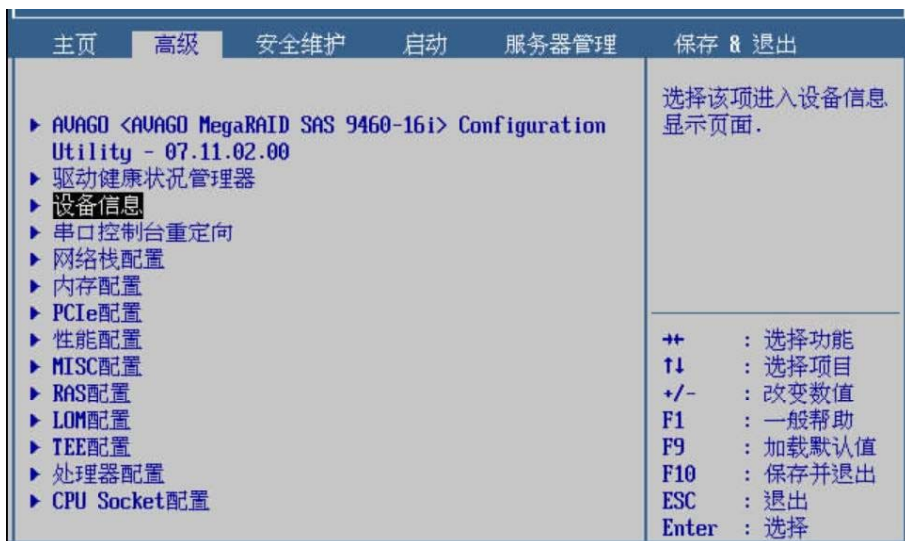 主页 高级 安全维护 启动 服务器管理 保存 & 退出
▶ AVAGO <AVAGO MegaRAID SAS 9460-16i> Configuration
Utility - 07.11.02.00
▶ 驱动健康状况管理器
▶ 设备信息
▶ 串口控制台重定向
▶ 网络栈配置
▶ 内存配置
▶ PCIe配置
▶ 性能配置
▶ MISC配置
▶ RAS配置
▶ LOM配置
▶ TEE配置
▶ 处理器配置
▶ CPU Socket配置
选择该项进入设备信息
显示页面.
→← : 选择功能
↑↓ : 选择项目
+/- : 改变数值
F1 : 一般帮助
F9 : 加载默认值
F10 : 保存并退出
ESC : 退出
Enter : 选择